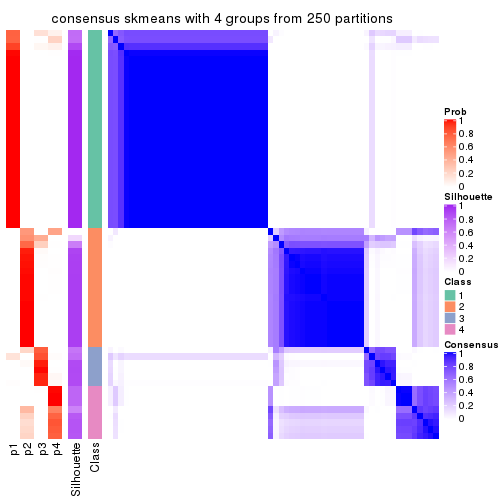 consensus skmeans with 4 groups from 250 partitions
p1
p2
p3
p4
Silhouette
Class
Prob
1
0.8
0.6
0.4
0.2
0
Silhouette
1
0.8
0.6
0.4
0.2
0
Class
1
2
3
4
Consensus
1
0.8
0.6
0.4
0.2
0